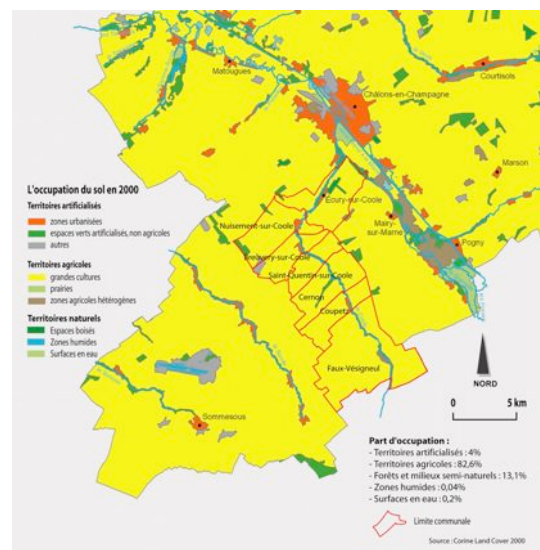 Matougues
Courtisols
Châlons-en-Champagne
Marson
Ecury-sur-Coole
Nuisement-sur-Coole
Mairy-
sur-Marne
Pogny
Breuvery-sur-Coole
Saint-Quentin-sur-Coole
Cernon
Coupetz
Faux-Vésigneul
Sommesous
L'occupation du sol en 2000
Territoires artificialisés
zones urbanisées
espaces verts artificialisés, non agricoles
autres
Territoires agricoles
grandes cultures
prairies
zones agricoles hétérogènes
Territoires naturels
Espaces boisés
Zones humides
Surfaces en eau
NORD
0 5 km
Part d'occupation :
- Territoires artificialisés : 4%
- Territoires agricoles : 82,6%
- Forêts et milieux semi-naturels : 13,1%
- Zones humides : 0,04%
- Surfaces en eau : 0,2%
Limite communale
Source : Corine Land Cover 2000